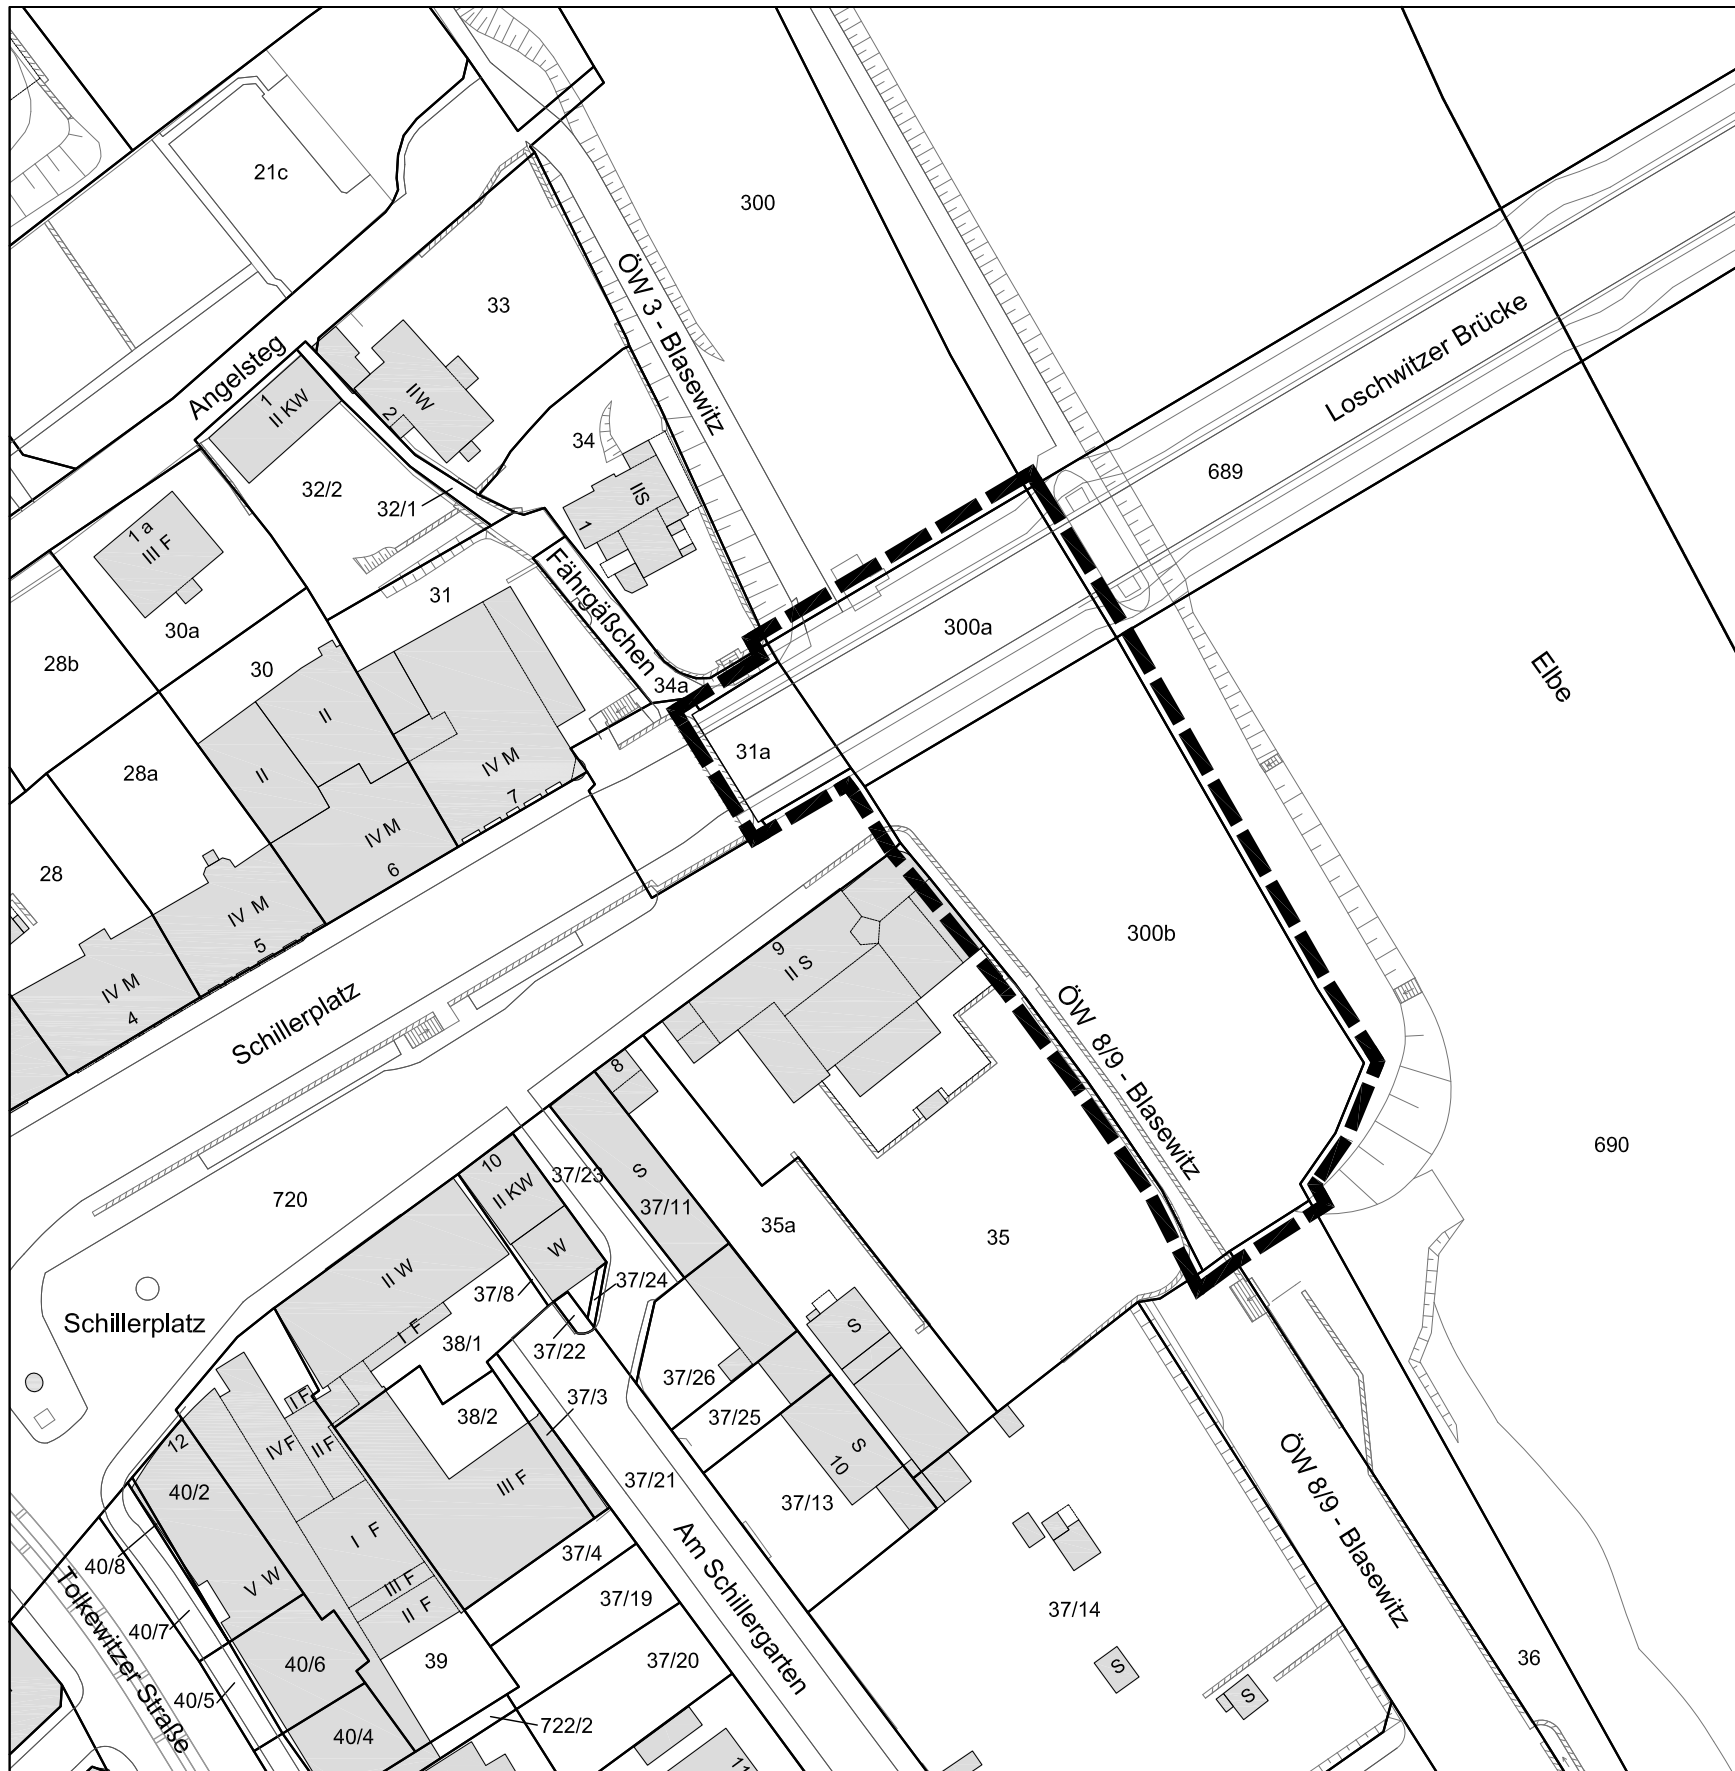 21c
300
33
ÖW 3 - Blasewitz
Angelsteg
1
II KW
2
II W
34
II S
1
Loschwitzer Brücke
689
32/2
32/1
1 a
III F
Fährgäßchen
31
30a
300a
28b
30
34a
Elbe
II
31a
28a
II
IV M
7
IV M
6
28
IV M
5
300b
9
II S
IV M
4
ÖW 8/9 - Blasewitz
Schillerplatz
8
690
10
II KW
37/23
S
37/11
720
35a
35
W
II W
37/24
37/8
Schillerplatz
I F
38/1
37/22
S
37/26
37/3
I F
38/2
37/25
12
IV F
II F
S
10
ÖW 8/9 - Blasewitz
40/2
III F
37/21
37/13
I F
Am Schillergarten
40/8
37/4
V W
III F
37/19
II F
37/14
40/7
Tolkewitzer Straße
40/6
39
37/20
S
36
40/5
S
722/2
40/4
11